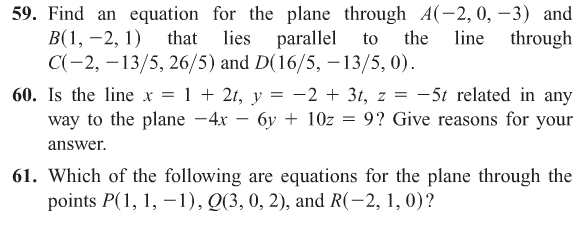 59. Find an equation for the plane through A(−2, 0, −3) and
B(1, −2, 1) that lies parallel to the line through
C(−2, −13/5, 26/5) and D(16/5, −13/5, 0).
60. Is the line x = 1 + 2t, y = −2 + 3t, z = −5t related in any
way to the plane −4x − 6y + 10z = 9? Give reasons for your
answer.
61. Which of the following are equations for the plane through the
points P(1, 1, −1), Q(3, 0, 2), and R(−2, 1, 0)?